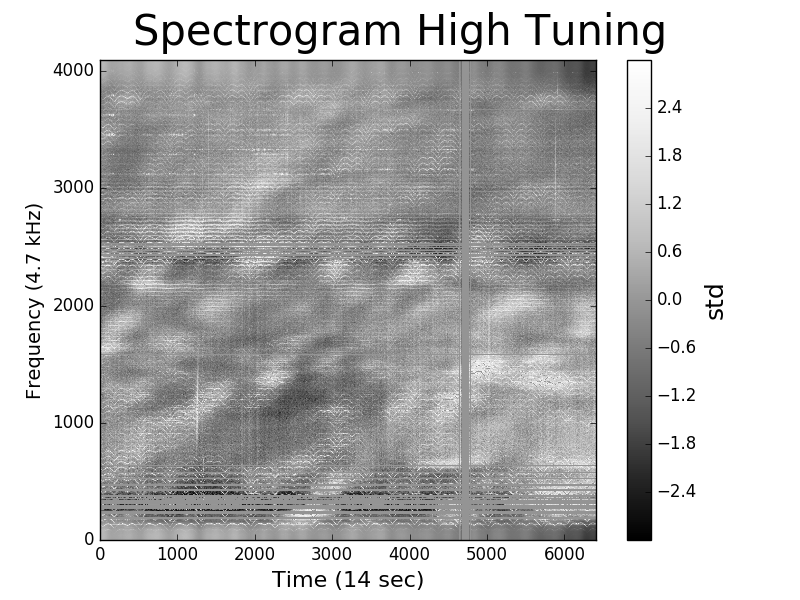 Spectrogram High Tuning
4000
3000
2000
1000
0
Frequency (4.7 kHz)
0 1000 2000 3000 4000 5000 6000
Time (14 sec)
2.4
1.8
1.2
0.6
0.0
−0.6
−1.2
−1.8
−2.4
std